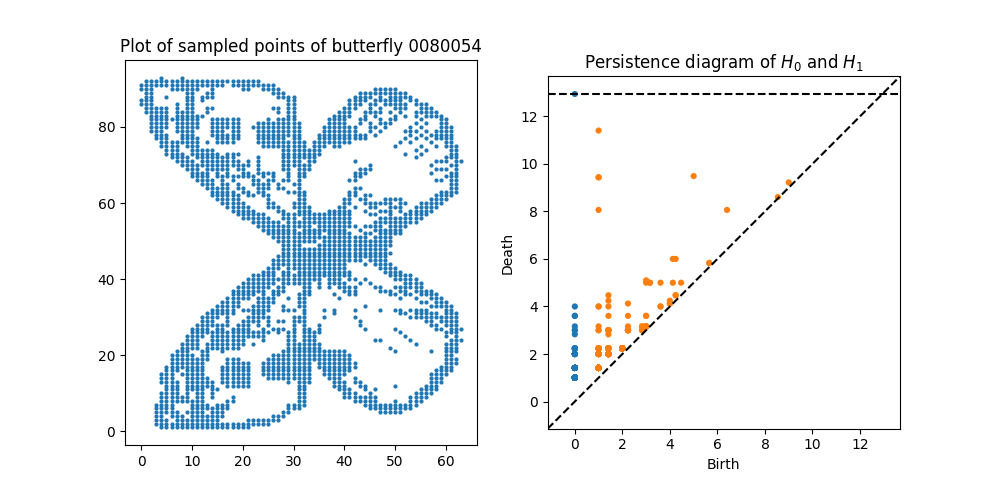 Plot of sampled points of butterfly 0080054
80
60
40
20
0
0 10 20 30 40 50 60
Persistence diagram of H₀ and H₁
12
10
8
6
4
2
0
Death
0 2 4 6 8 10 12
Birth